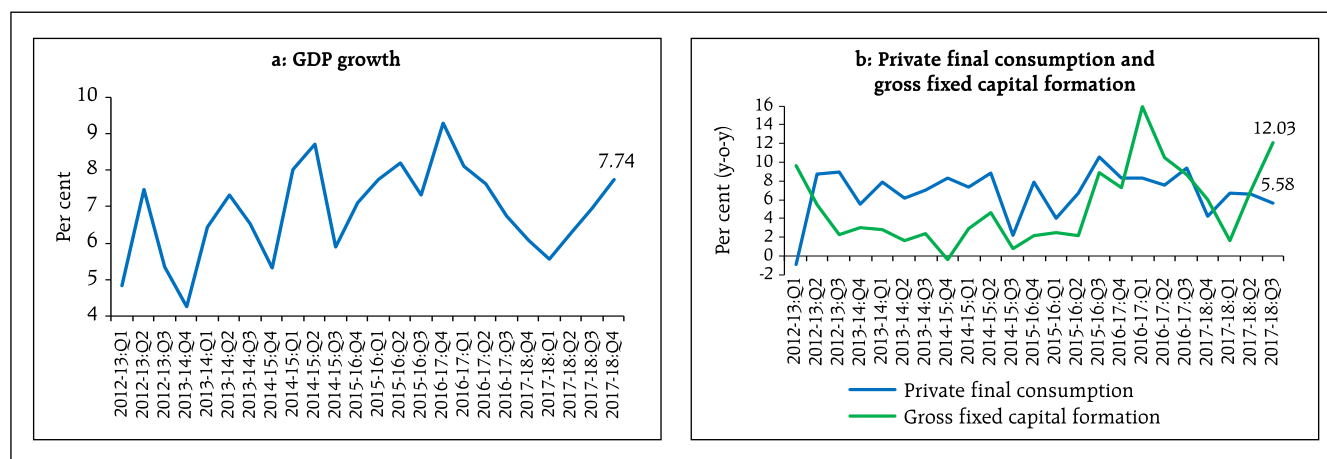 a: GDP growth
Per cent
10
9
8
7
6
5
4
7.74
2012-13:Q1
2012-13:Q2
2012-13:Q3
2013-14:Q4
2013-14:Q1
2013-14:Q2
2013-14:Q3
2014-15:Q4
2014-15:Q1
2014-15:Q2
2014-15:Q3
2015-16:Q4
2015-16:Q1
2015-16:Q2
2015-16:Q3
2016-17:Q4
2016-17:Q1
2016-17:Q2
2016-17:Q3
2017-18:Q4
2017-18:Q1
2017-18:Q2
2017-18:Q3
2017-18:Q4
b: Private final consumption and
gross fixed capital formation
Per cent (y-o-y)
16
14
12
10
8
6
4
2
0
-2
12.03
5.58
2012-13:Q1
2012-13:Q2
2012-13:Q3
2013-14:Q4
2013-14:Q1
2013-14:Q2
2013-14:Q3
2014-15:Q4
2014-15:Q1
2014-15:Q2
2014-15:Q3
2015-16:Q4
2015-16:Q1
2015-16:Q2
2015-16:Q3
2016-17:Q4
2016-17:Q1
2016-17:Q2
2016-17:Q3
2017-18:Q4
2017-18:Q1
2017-18:Q2
2017-18:Q3
Private final consumption
Gross fixed capital formation